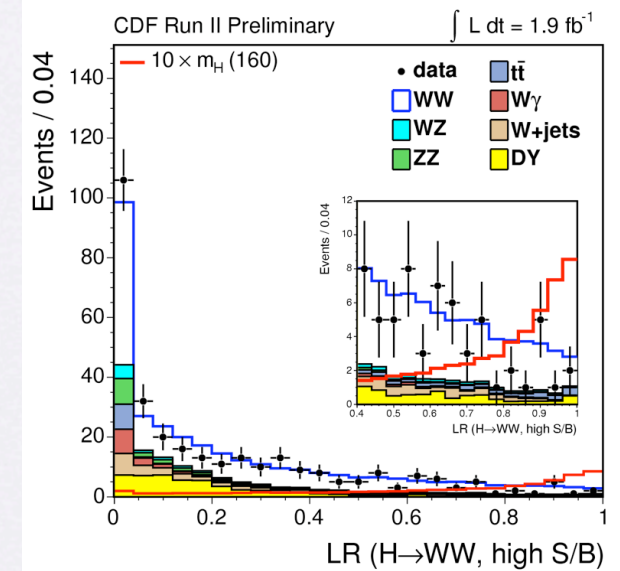 CDF Run II Preliminary
∫ L dt = 1.9 fb⁻¹
10 × m_H (160)
data
WW
WZ
ZZ
tt̄
Wγ
W+jets
DY
Events / 0.04
140
120
100
80
60
40
20
0
0 0.2 0.4 0.6 0.8 1
LR (H→WW, high S/B)
Events / 0.04
12
10
8
6
4
2
0
0.4 0.5 0.6 0.7 0.8 0.9 1
LR (H→WW, high S/B)